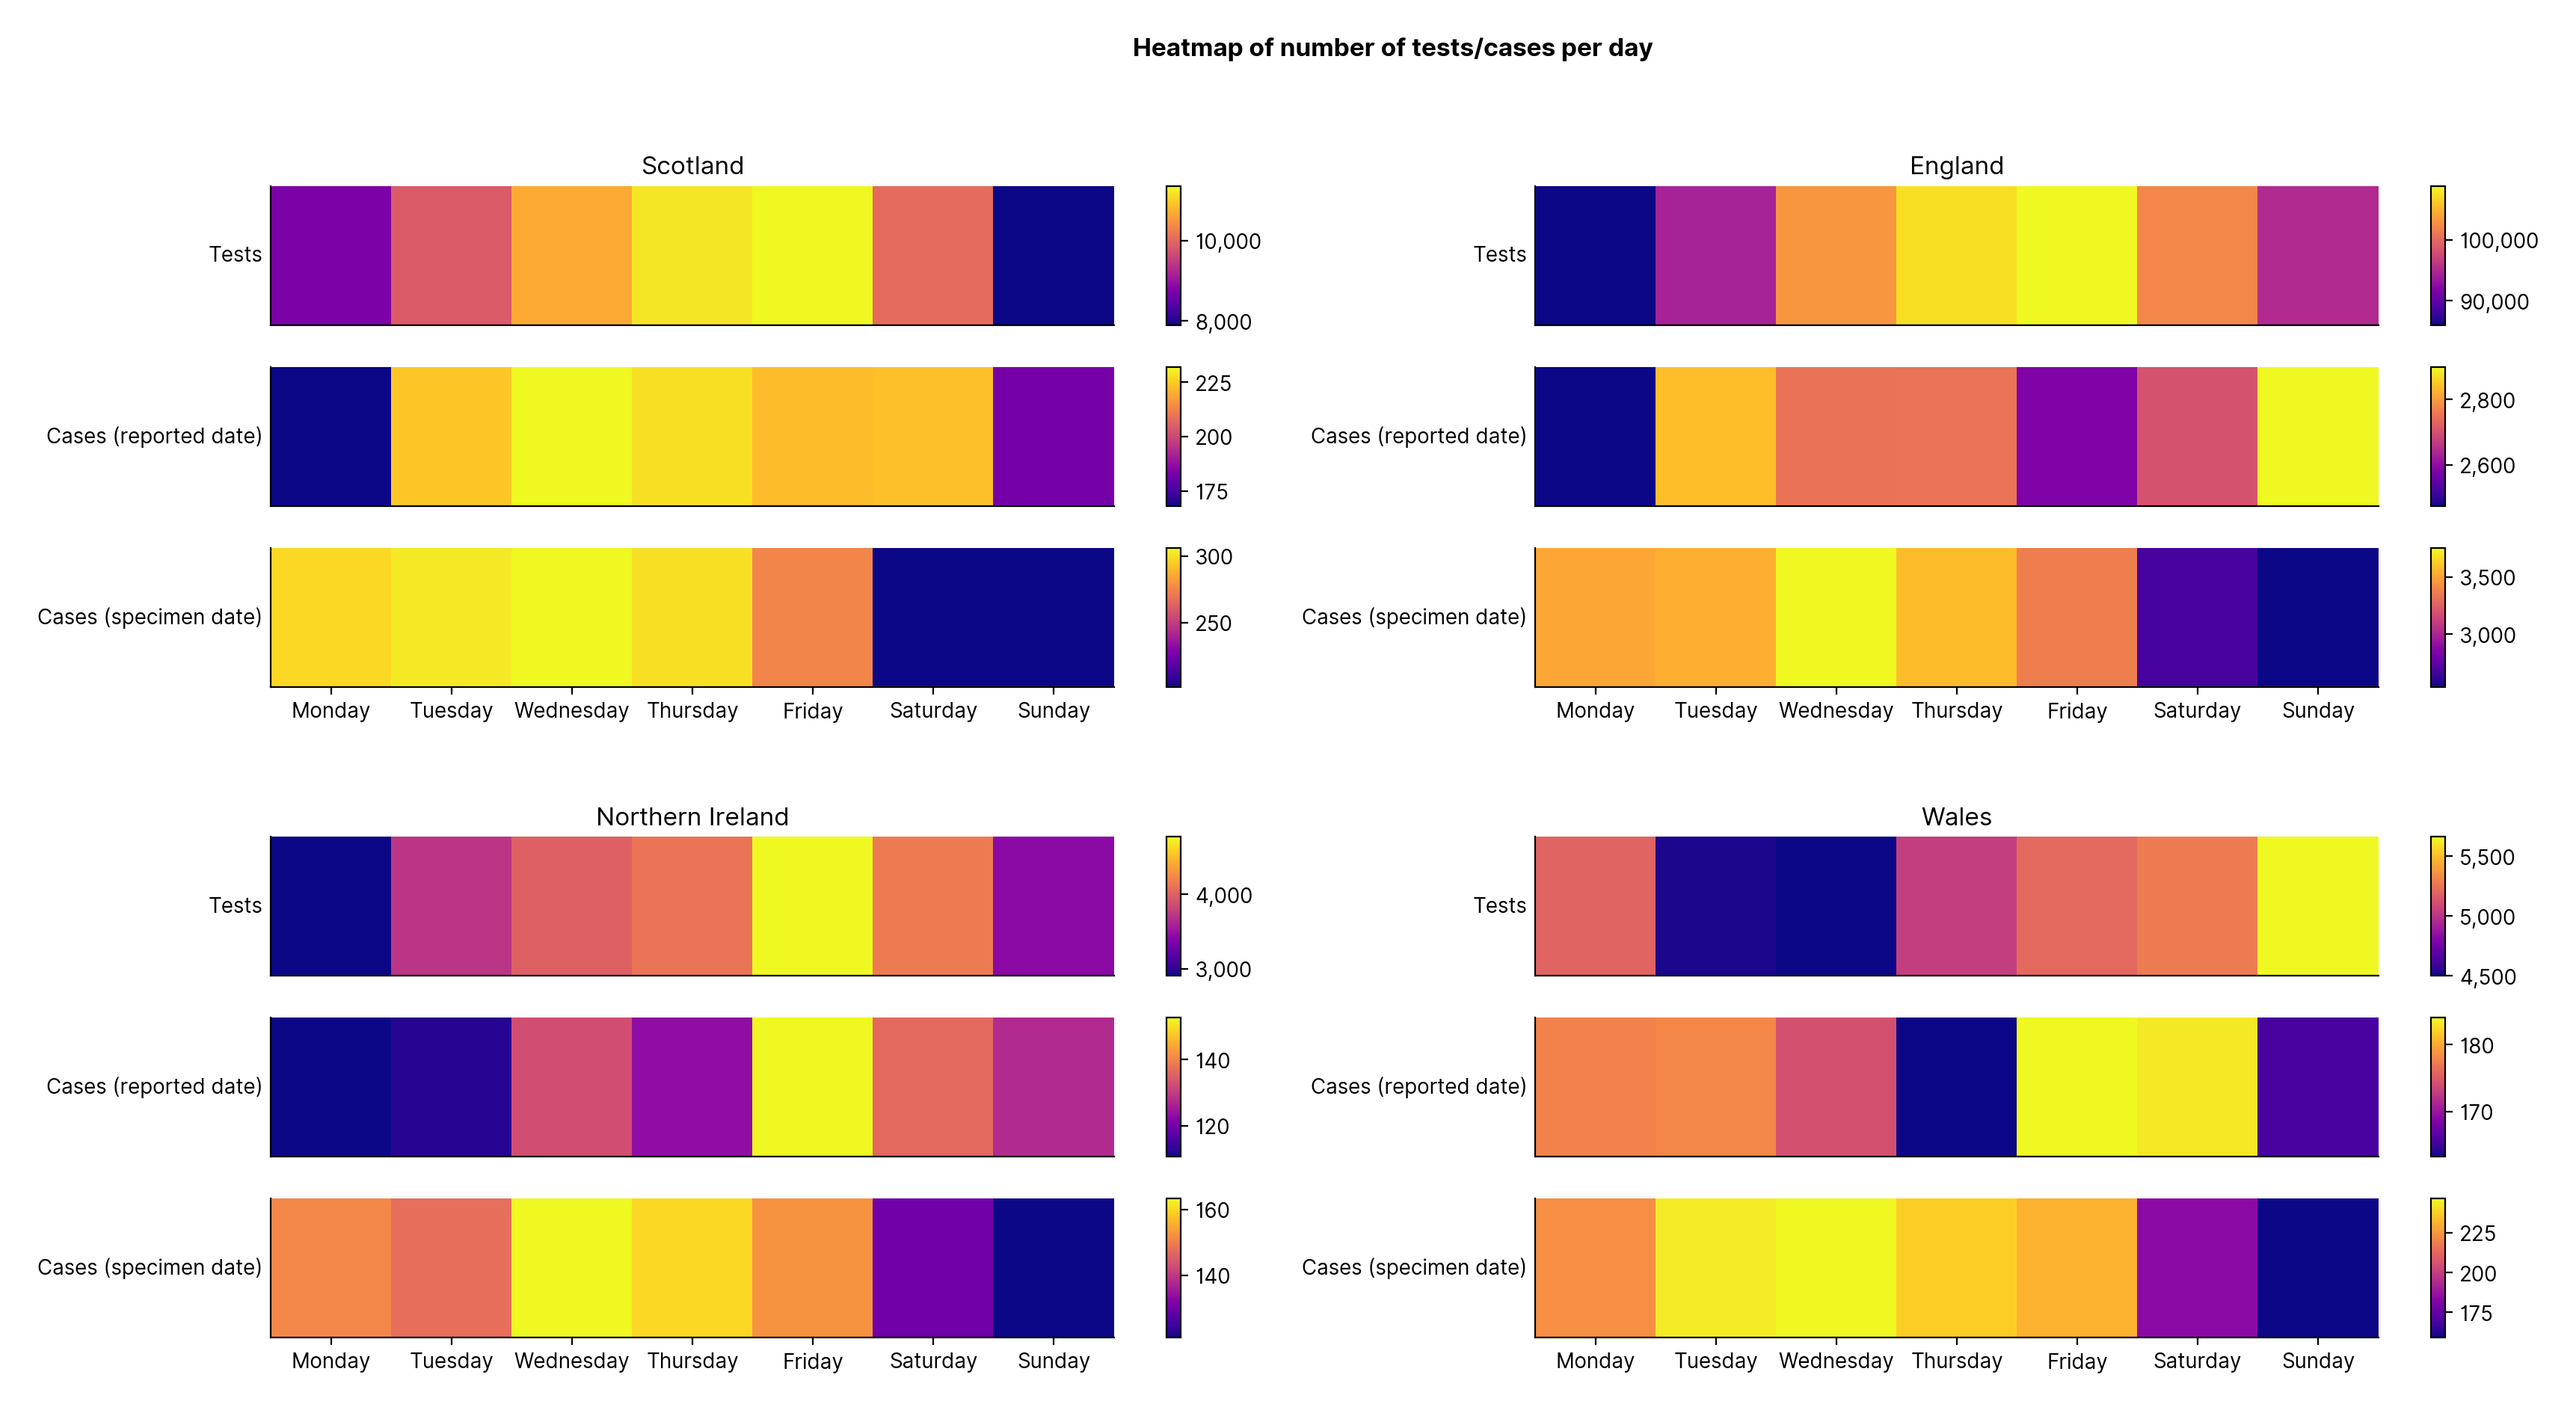 Heatmap of number of tests/cases per day
Scotland
Tests
10,000
8,000
Cases (reported date)
225
200
175
Cases (specimen date)
300
250
Monday Tuesday Wednesday Thursday Friday Saturday Sunday
England
Tests
100,000
90,000
Cases (reported date)
2,800
2,600
Cases (specimen date)
3,500
3,000
Monday Tuesday Wednesday Thursday Friday Saturday Sunday
Northern Ireland
Tests
4,000
3,000
Cases (reported date)
140
120
Cases (specimen date)
160
140
Monday Tuesday Wednesday Thursday Friday Saturday Sunday
Wales
Tests
5,500
5,000
4,500
Cases (reported date)
180
170
Cases (specimen date)
225
200
175
Monday Tuesday Wednesday Thursday Friday Saturday Sunday